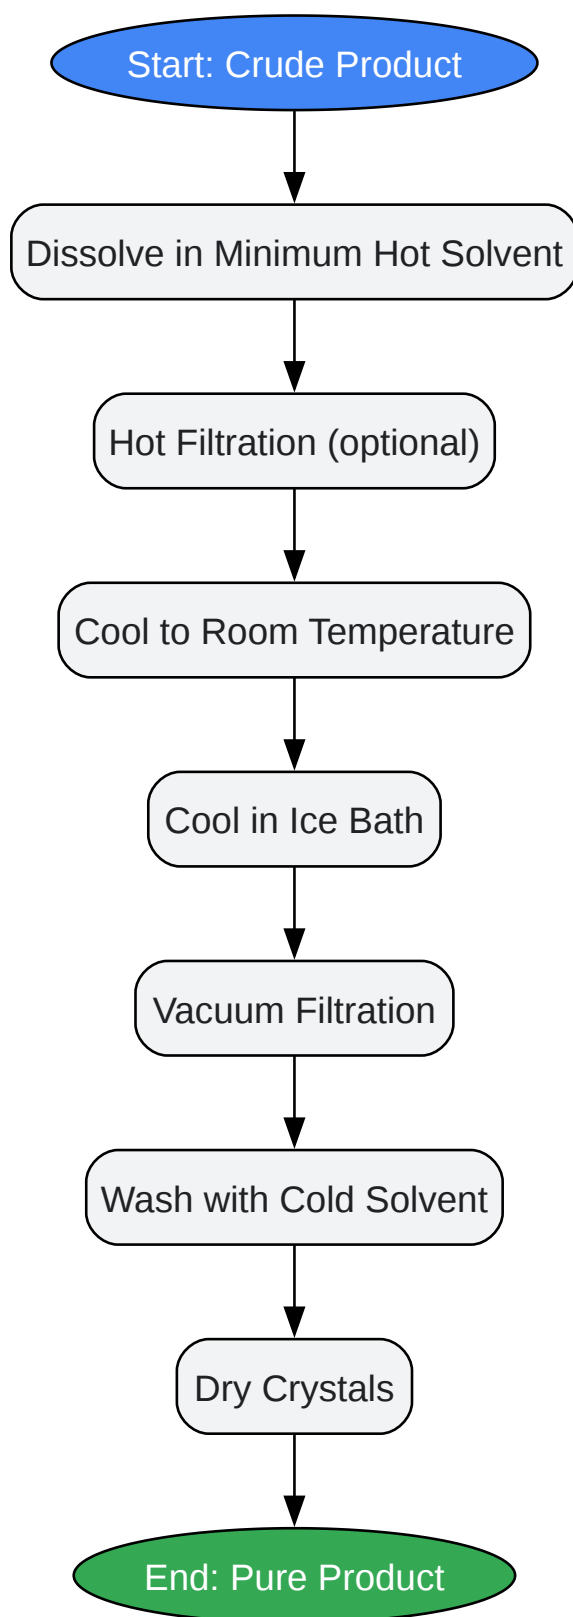 Start: Crude Product
Dissolve in Minimum Hot Solvent
Hot Filtration (optional)
Cool to Room Temperature
Cool in Ice Bath
Vacuum Filtration
Wash with Cold Solvent
Dry Crystals
End: Pure Product